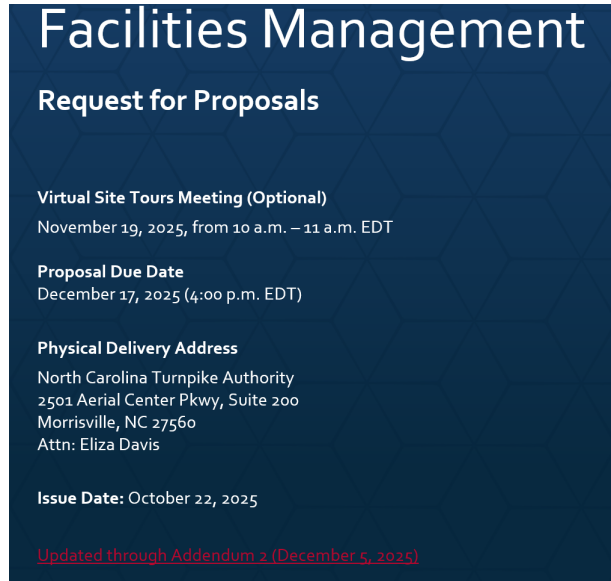 Facilities Management
Request for Proposals
Virtual Site Tours Meeting (Optional)
November 19, 2025, from 10 a.m. – 11 a.m. EDT
Proposal Due Date
December 17, 2025 (4:00 p.m. EDT)
Physical Delivery Address
North Carolina Turnpike Authority
2501 Aerial Center Pkwy, Suite 200
Morrisville, NC 27560
Attn: Eliza Davis
Issue Date: October 22, 2025
Updated through Addendum 2 (December 5, 2025)